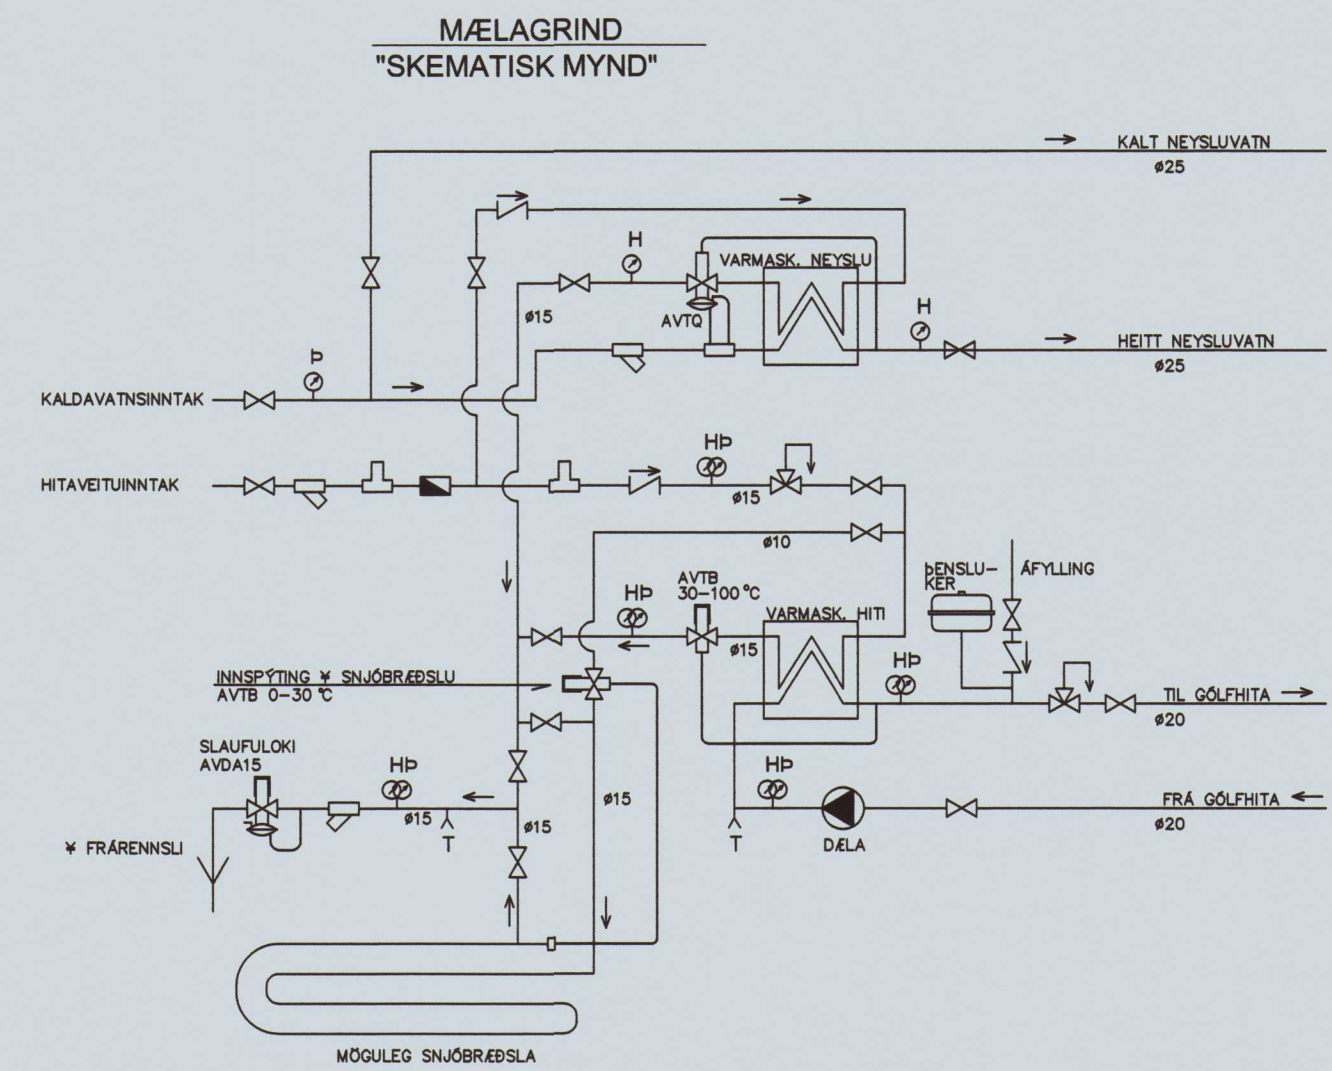 MÆLAGRIND
"SKEMATISK MYND"
KALT NEYSLUVATN
ø25
H
VARMASK. NEYSLU
ø15
AVTQ
H
HEITT NEYSLUVATN
ø25
Þ
KALDAVATNSINNTAK
HÞ
HITAVEITUINNTAK
ø15
ø10
AVTB
30-100°C
HÞ
VARMASK. HITI
ÞENSLU-
KER
ÁFYLLING
ø15
HÞ
INNSPÝTING ¥ SNJÓBRÆÐSLU
AVTB 0-30 °C
TIL GÓLFHITA
ø20
SLAUFULOKI
AVDA15
HÞ
HÞ
ø15
FRÁ GÓLFHITA
ø20
ø15
ø15
T
T
DÆLA
¥ FRÁRENNSLI
MÖGULEG SNJÓBRÆÐSLA